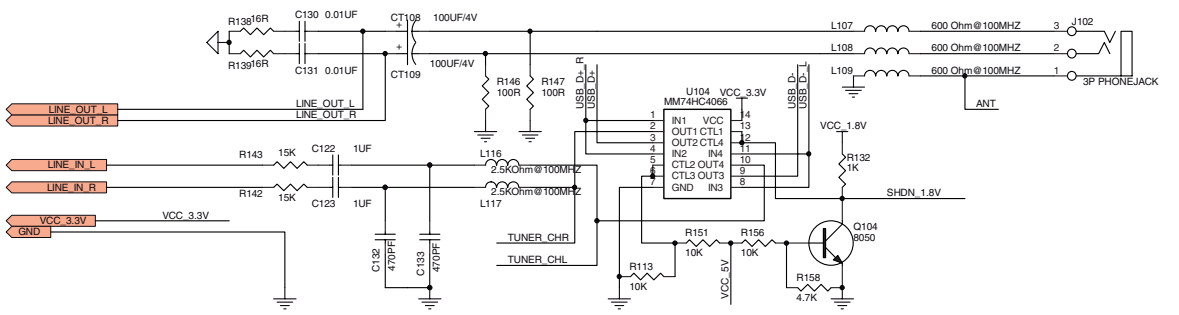 R138 16R
C130 0.01UF
CT108 100UF/4V
L107
600 Ohm@100MHZ
3
J102
R139 16R
C131 0.01UF
CT109 100UF/4V
L108
600 Ohm@100MHZ
2
L109
600 Ohm@100MHZ
1
3P PHONEJACK
ANT
+
+
R146
100R
R147
100R
USB_D+_R
USB_D+
USB_D-
USB_D-_L
LINE_OUT_L
LINE_OUT_L
LINE_OUT_R
LINE_OUT_R
U104
MM74HC4066
VCC_3.3V
1 IN1 VCC 14
2 OUT1 CTL1 13
3 OUT2 CTL4 12
4 IN2 IN4 11
5 CTL2 OUT4 10
6 CTL3 OUT3 9
7 GND IN3 8
VCC_1.8V
R132
1K
SHDN_1.8V
LINE_IN_L
R143 15K
C122 1UF
L116
2.5KOhm@100MHZ
LINE_IN_R
R142 15K
C123 1UF
2.5KOhm@100MHZ
L117
VCC_3.3V
VCC_3.3V
GND
C132
470PF
C133
470PF
TUNER_CHR
TUNER_CHL
R151
10K
R156
10K
Q104
8050
R113
10K
VCC_5V
R158
4.7K